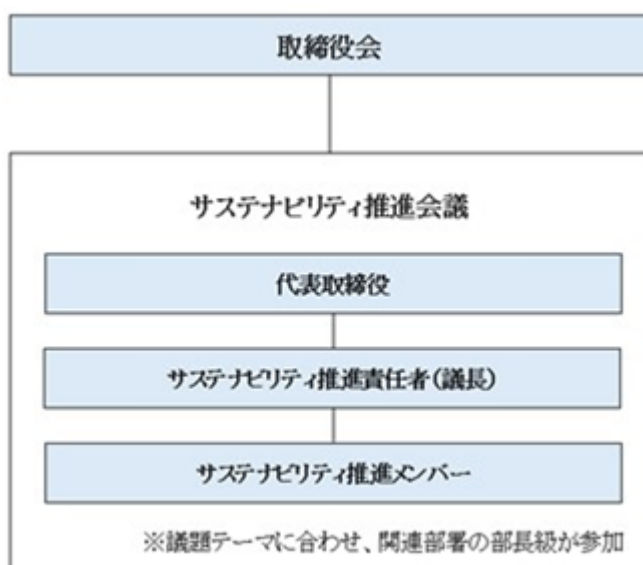 取締役会
サステナビリティ推進会議
代表取締役
サステナビリティ推進責任者(議長)
サステナビリティ推進メンバー
※議題テーマに合わせ、関連部署の部長級が参加